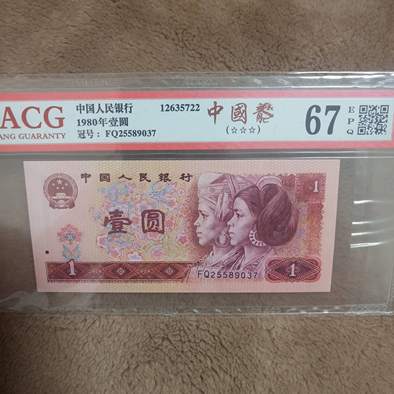 ACG
ANG GUARANTY
中国人民银行 12635722
1980年壹圆
冠号：FQ25589037
中國
(☆☆☆)
67
E
P
Q
中国人民银行
1
壹圆
FQ25589037
1
1